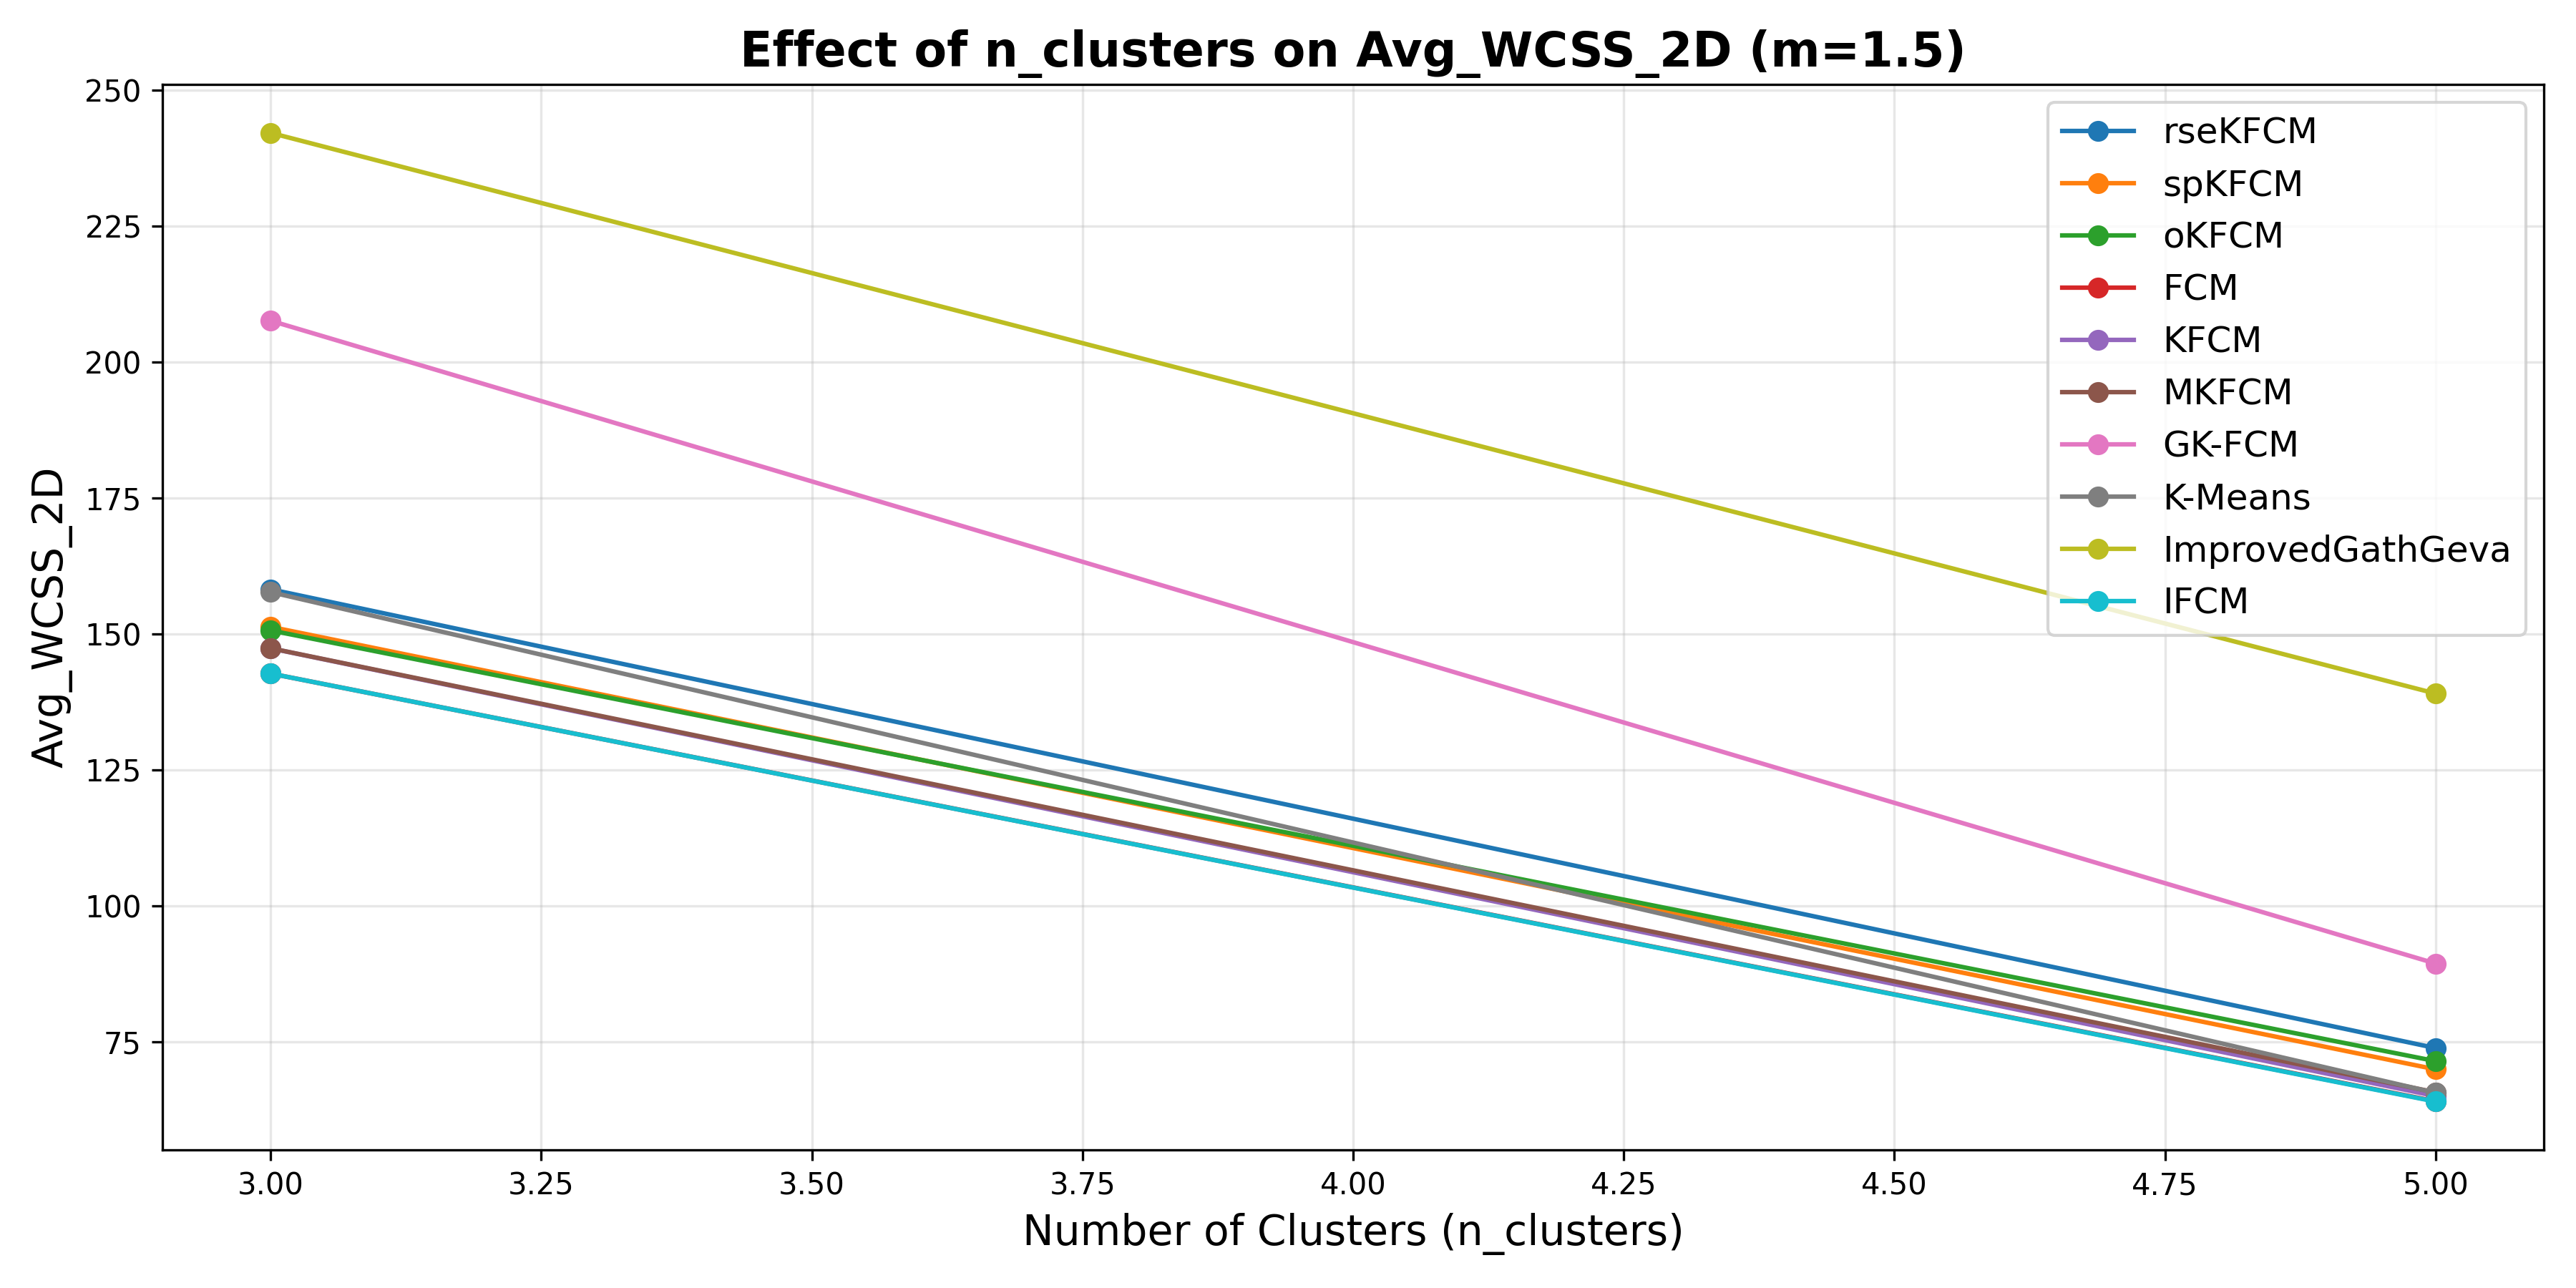 Effect of n_clusters on Avg_WCSS_2D (m=1.5)
250
225
200
175
150
125
100
75
Avg_WCSS_2D
rseKFCM
spKFCM
oKFCM
FCM
KFCM
MKFCM
GK-FCM
K-Means
ImprovedGathGeva
IFCM
3.00 3.25 3.50 3.75 4.00 4.25 4.50 4.75 5.00
Number of Clusters (n_clusters)